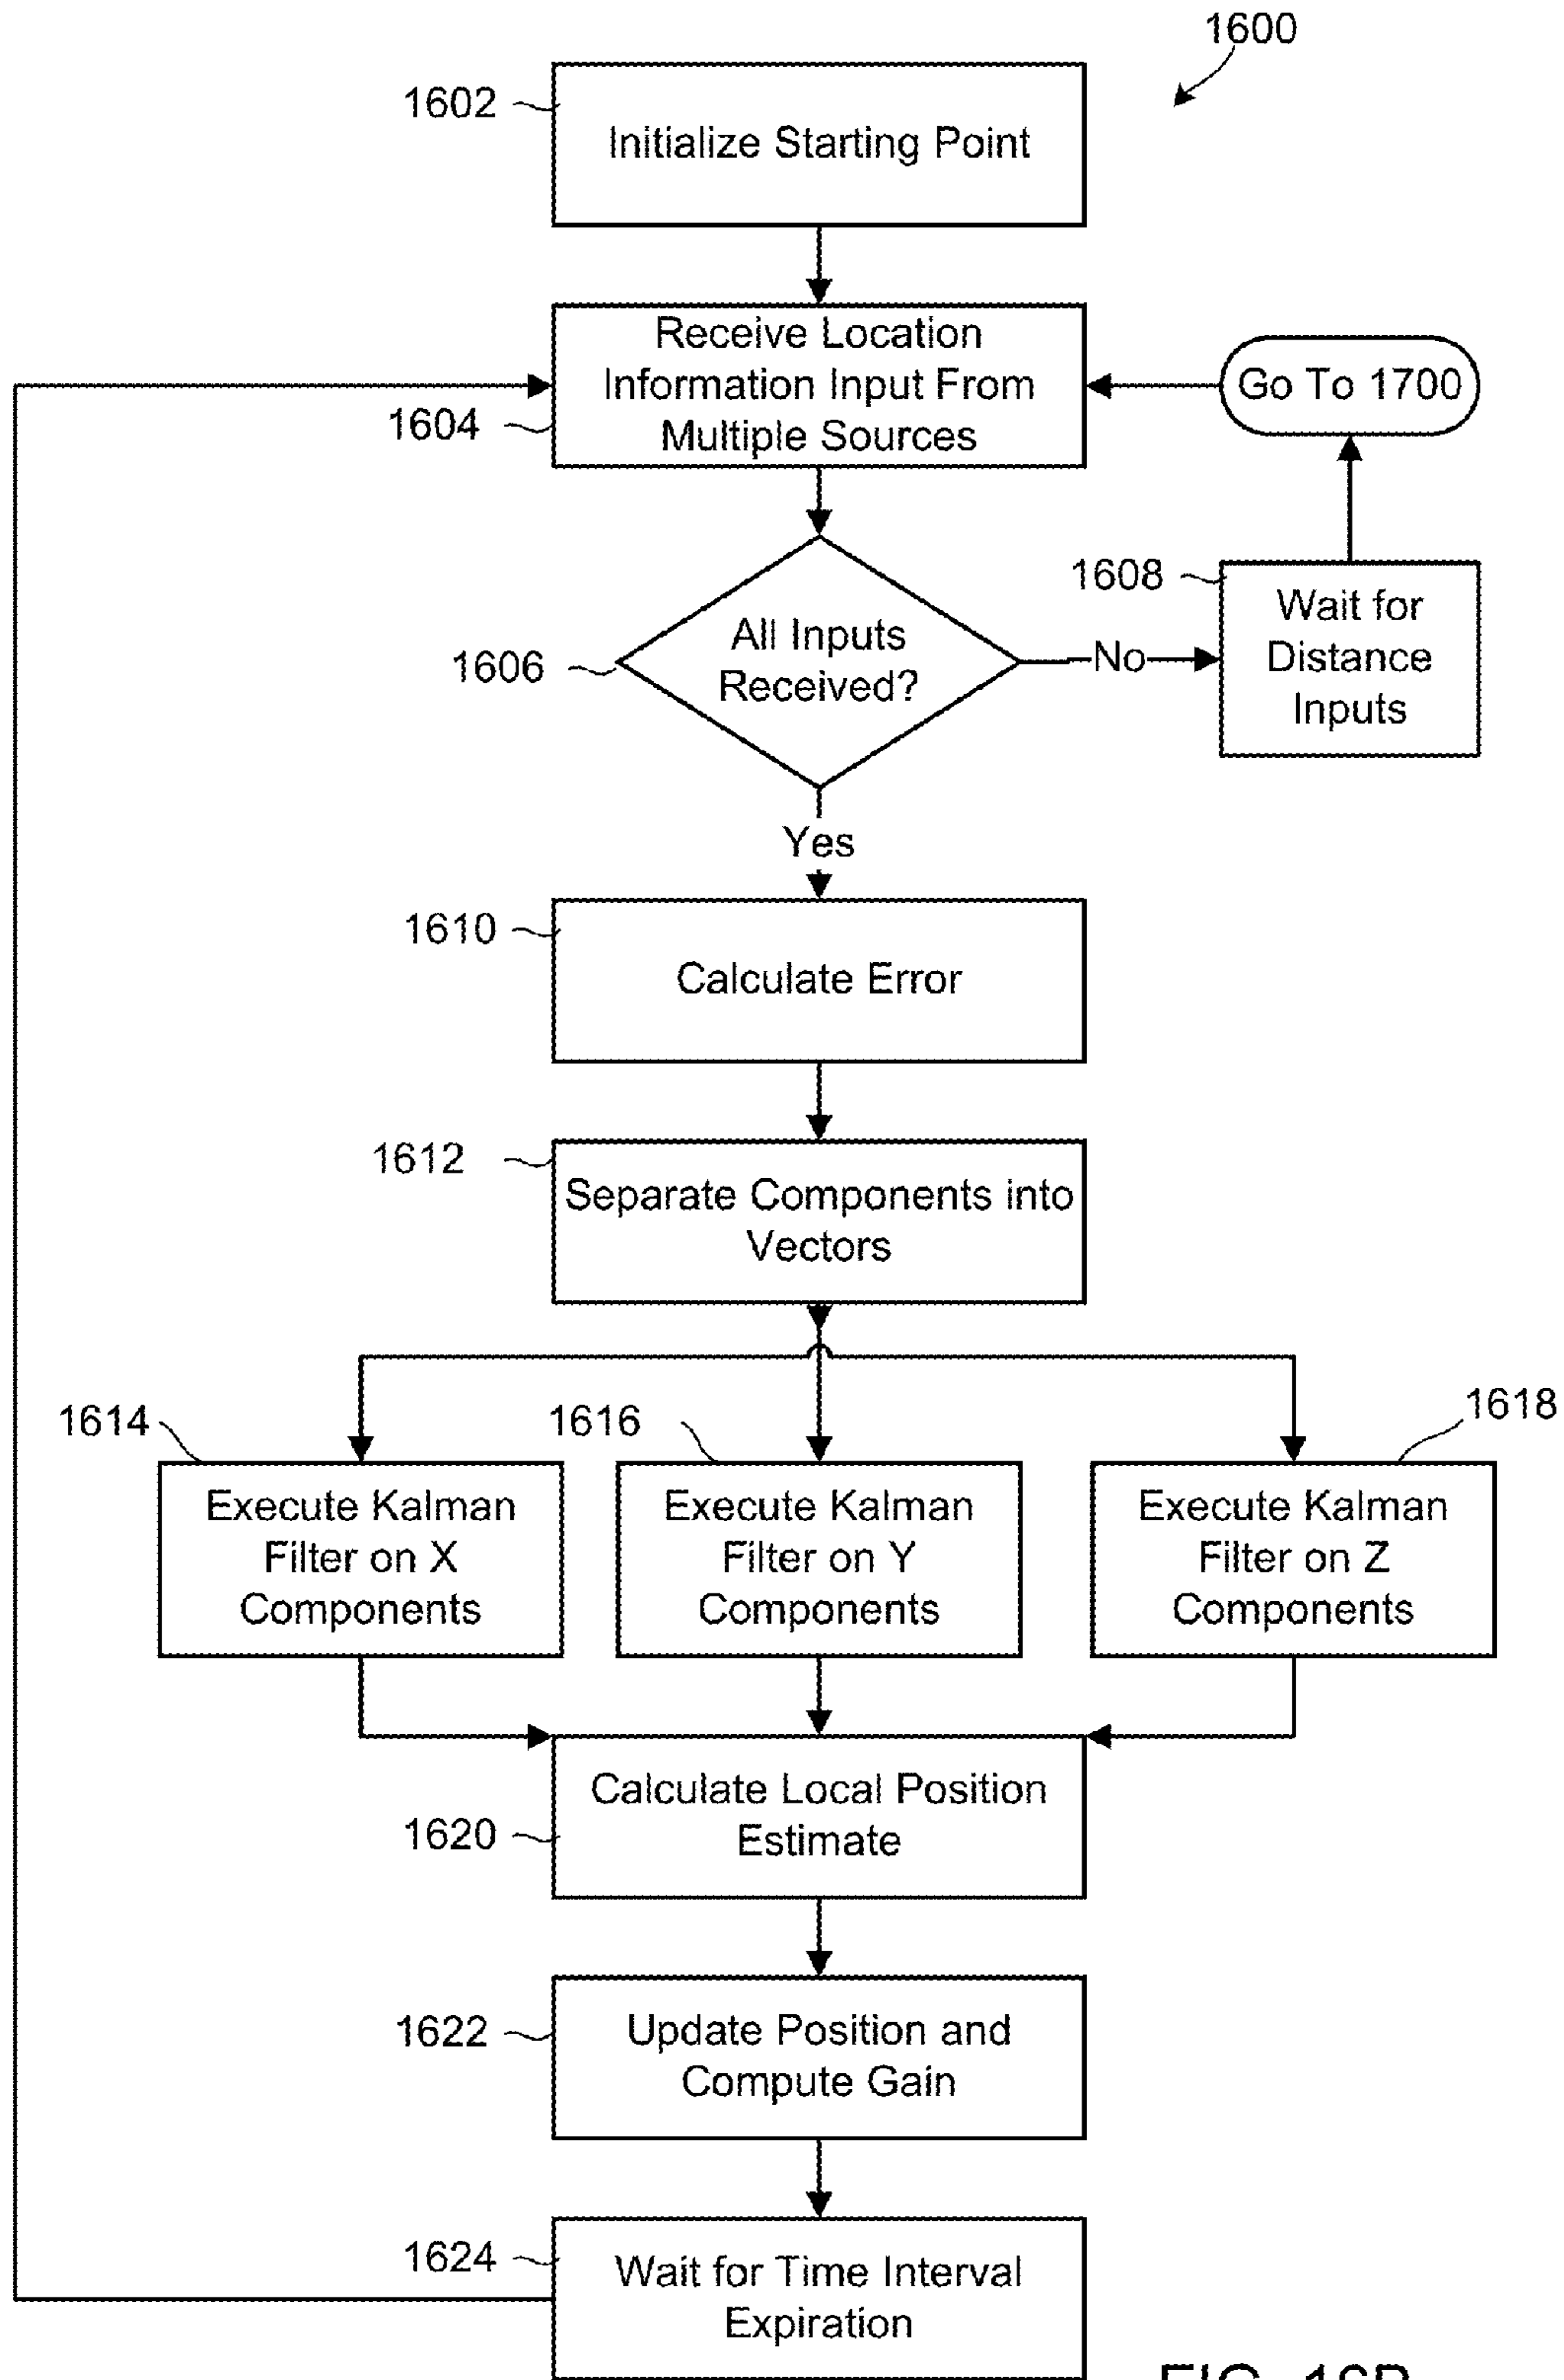 1600
1602
Initialize Starting Point
Receive Location
Information Input From
Multiple Sources
1604
Go To 1700
1606
All Inputs
Received?
No
1608
Wait for
Distance
Inputs
Yes
1610
Calculate Error
1612
Separate Components into
Vectors
1614
Execute Kalman
Filter on X
Components
1616
Execute Kalman
Filter on Y
Components
1618
Execute Kalman
Filter on Z
Components
Calculate Local Position
Estimate
1620
1622
Update Position and
Compute Gain
1624
Wait for Time Interval
Expiration